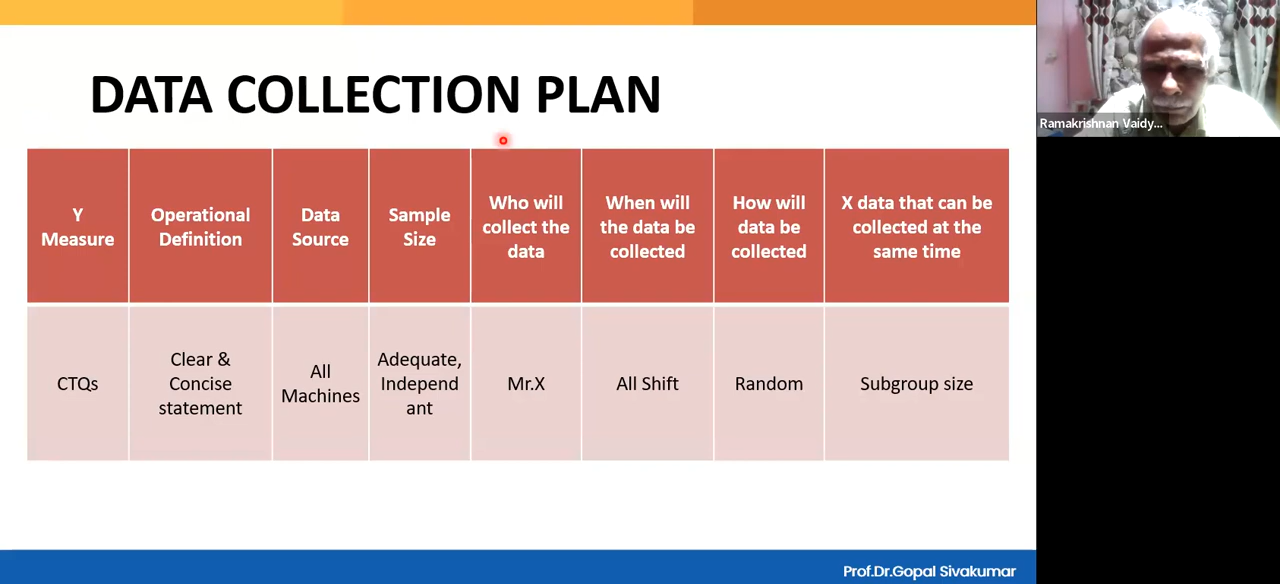 DATA COLLECTION PLAN
Y
Measure
Operational
Definition
Data
Source
Sample
Size
Who will
collect the
data
When will
the data be
collected
How will
data be
collected
X data that can be
collected at the
same time
CTQs
Clear &
Concise
statement
All
Machines
Adequate,
Independ
ant
Mr.X
All Shift
Random
Subgroup size
Prof.Dr.Gopal Sivakumar
Ramakrishnan Vaidy...